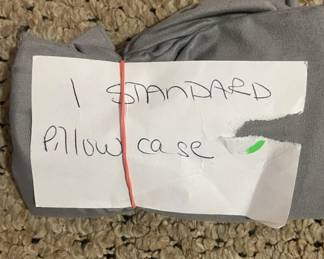 1 STANDARD
Pillow case